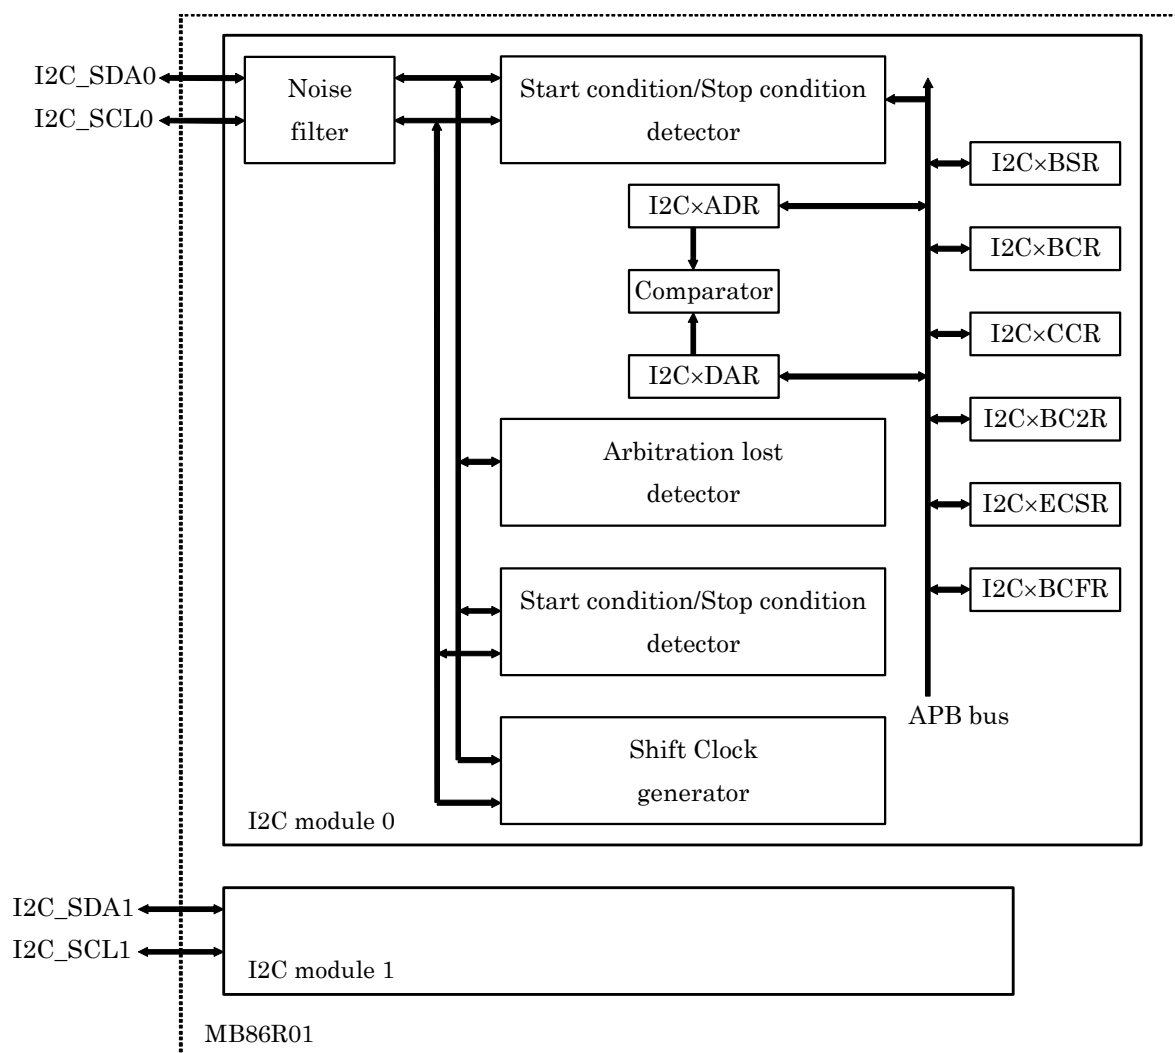 I2C_SDA0
I2C_SCL0
Noise
filter
Start condition/Stop condition
detector
I2C×BSR
I2C×ADR
I2C×BCR
Comparator
I2C×CCR
I2C×DAR
I2C×BC2R
Arbitration lost
detector
I2C×ECSR
I2C×BCFR
Start condition/Stop condition
detector
APB bus
Shift Clock
generator
I2C module 0
I2C_SDA1
I2C_SCL1
I2C module 1
MB86R01